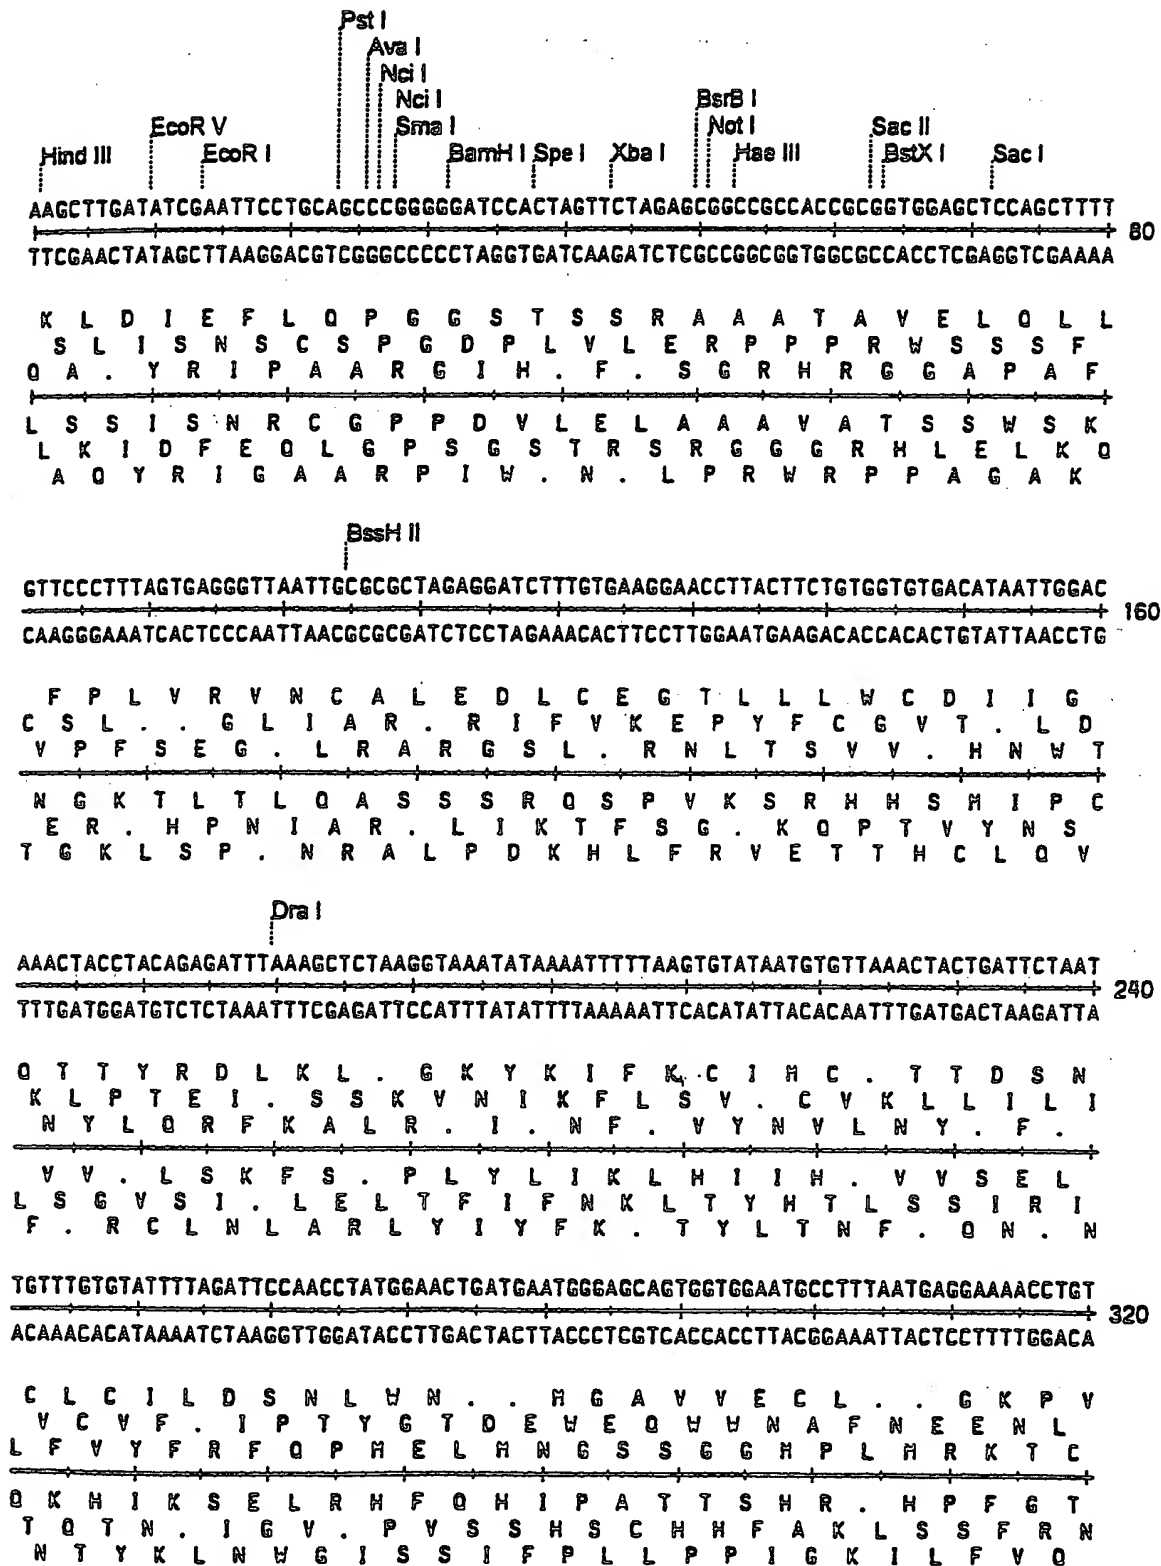 Pst I
Ava I
Nci I
Nci I BsrB I
EcoR V Sma I Not I Sac II
Hind III EcoR I BamH I Spe I Xba I Hae III BstX I Sac I
AAGCTTGATATCGAATTCCTGCAGCCCGGGGGATCCACTAGTTCTAGAGCGGCCGCCACCGCGGTGGAGCTCCAGCTTTT
80
TTCGAACTATAGCTTAAGGACGTCGGGCCCCCTAGGTGATCAAGATCTCGCCGGCGGTGGCGCCACCTCGAGGTCGAAAA
K L D I E F L Q P G G S T S S R A A A T A V E L Q L L
S L I S N S C S P G D P L V L E R P P P R W S S S F
Q A . Y R I P A A R G I H . F . S G R H R G G A P A F
L S S I S N R C G P P D V L E L A A A V A T S S W S K
L K I D F E Q L G P S G S T R S R G G G R H L E L K Q
A Q Y R I G A A R P I W . N . L P R W R P P A G A K
BssH II
GTTCCCTTTAGTGAGGGTTAATTGCGCGCTAGAGGATCTTTGTGAAGGAACCTTACTTCTGTGGTGTGACATAATTGGAC
160
CAAGGGAAATCACTCCCAATTAACGCGCGATCTCCTAGAAACACTTCCTTGGAATGAAGACACCACACTGTATTAACCTG
F P L V R V N C A L E D L C E G T L L L W C D I I G
C S L . . G L I A R . R I F V K E P Y F C G V T . L D
V P F S E G . L R A R G S L . R N L T S V V . H N W T
N G K T L T L Q A S S S R Q S P V K S R H H S M I P C
E R . H P N I A R . L I K T F S G . K Q P T V Y N S
T G K L S P . N R A L P D K H L F R V E T T H C L Q V
Dra I
AAACTACCTACAGAGATTTAAAGCTCTAAGGTAAATATAAAATTTTTAAGTGTATAATGTGTTAAACTACTGATTCTAAT
240
TTTGATGGATGTCTCTAAATTTCGAGATTCCATTTATATTTTAAAAATTCACATATTACACAATTTGATGACTAAGATTA
Q T T Y R D L K L . G K Y K I F K C I M C . T T D S N
K L P T E I . S S K V N I K F L S V . C V K L L I L I
N Y L Q R F K A L R . I . N F . V Y N V L N Y . F .
V V . L S K F S . P L Y L I K L H I I H . V V S E L
L S G V S I . L E L T F I F N K L T Y H T L S S I R I
F . R C L N L A R L Y I Y F K . T Y L T N F . Q N . N
TGTTTGTGTATTTTAGATTCCAACCTATGGAACTGATGAATGGGAGCAGTGGTGGAATGCCTTTAATGAGGAAAACCTGT
320
ACAAACACATAAAATCTAAGGTTGGATACCTTGACTACTTACCCTCGTCACCACCTTACGGAAATTACTCCTTTTGGACA
C L C I L D S N L W N . . M G A V V E C L . . G K P V
V C V F . I P T Y G T D E W E Q W W N A F N E E N L
L F V Y F R F Q P M E L M N G S S G G M P L M R K T C
Q K H I K S E L R H F Q H I P A T T S H R . H P F G T
T Q T N . I G V . P V S S H S C H H F A K L S S F R N
N T Y K L N W G I S S I F P L L P P I G K I L F V Q